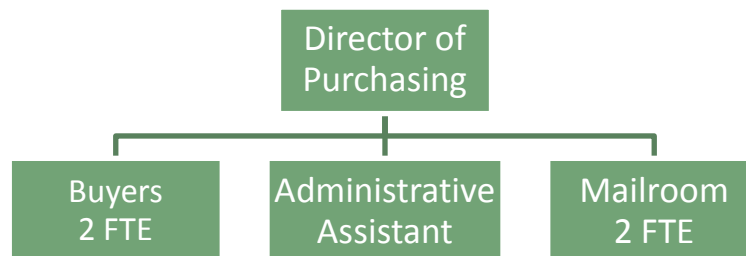 Director of
Purchasing
Buyers
2 FTE
Administrative
Assistant
Mailroom
2 FTE